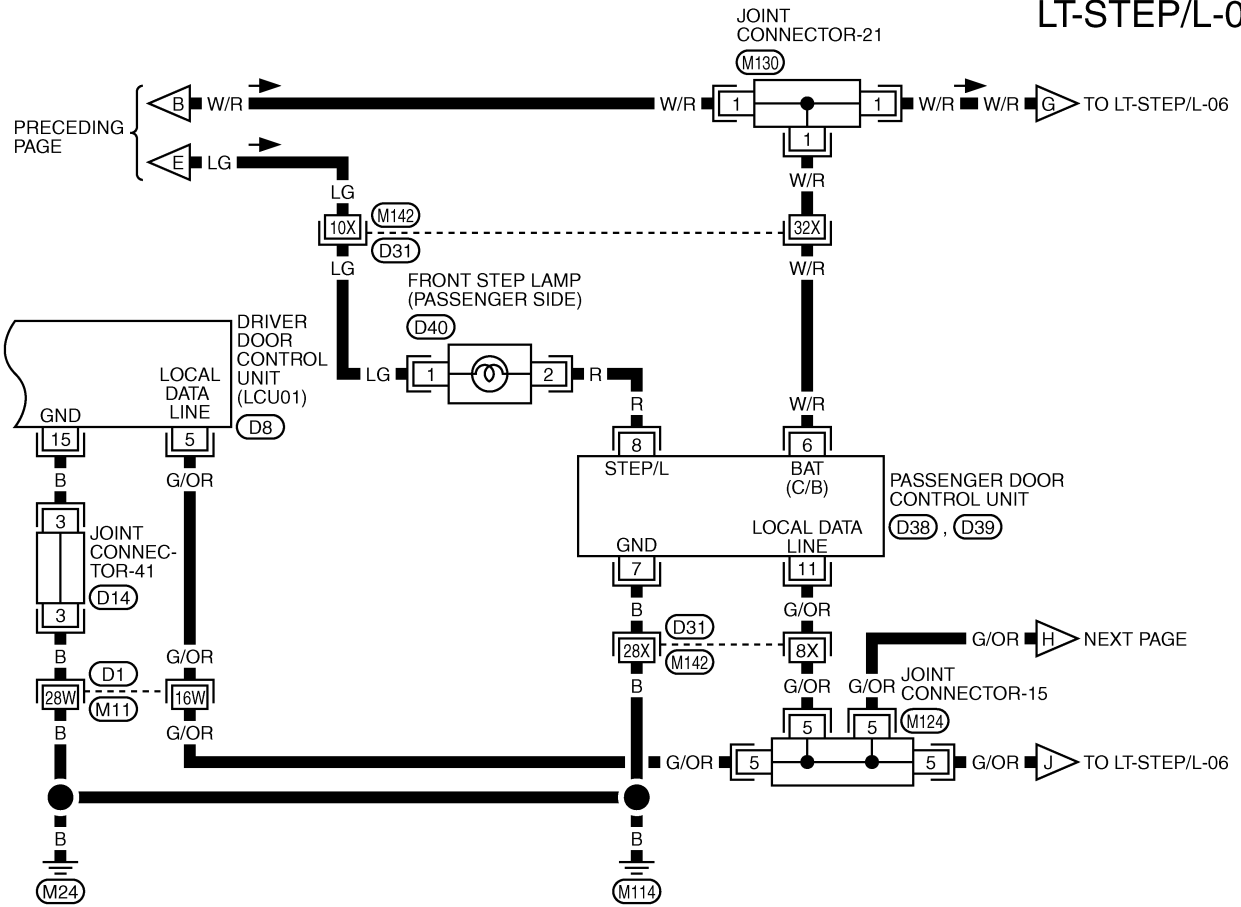 LT-STEP/L-0
JOINT
CONNECTOR-21
M130
PRECEDING
PAGE
B W/R W/R 1 1 W/R W/R G TO LT-STEP/L-06
1
E LG
W/R
LG
10X M142 32X
D31
LG W/R
FRONT STEP LAMP
(PASSENGER SIDE)
D40
DRIVER
DOOR
CONTROL
UNIT
(LCU01)
D8
LOCAL
DATA
LINE
GND
LG 1 2 R
R W/R
15 5
8 6
STEP/L BAT
(C/B)
B G/OR
PASSENGER DOOR
CONTROL UNIT
D38 , D39
3
JOINT
CONNEC-
TOR-41
D14
3
LOCAL DATA
LINE
GND
7 11
B G/OR
B G/OR
D31
28X 8X
M142
G/OR H NEXT PAGE
D1
28W 16W
M11
B G/OR G/OR
JOINT
CONNECTOR-15
M124
B G/OR
5 5
G/OR 5 5 G/OR J TO LT-STEP/L-06
B B
M24 M114